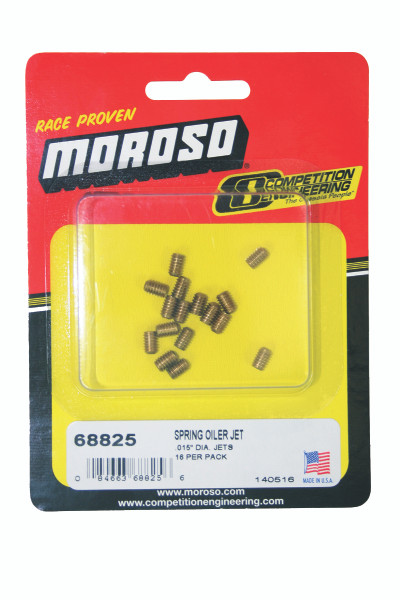 RACE PROVEN
MOROSO®
COMPETITION
ENGINEERING
68825
SPRING OILER JET
.015" DIA. JETS
16 PER PACK
0 84663 68825 6
140516
MADE IN U.S.A.
www.moroso.com
www.competitionengineering.com